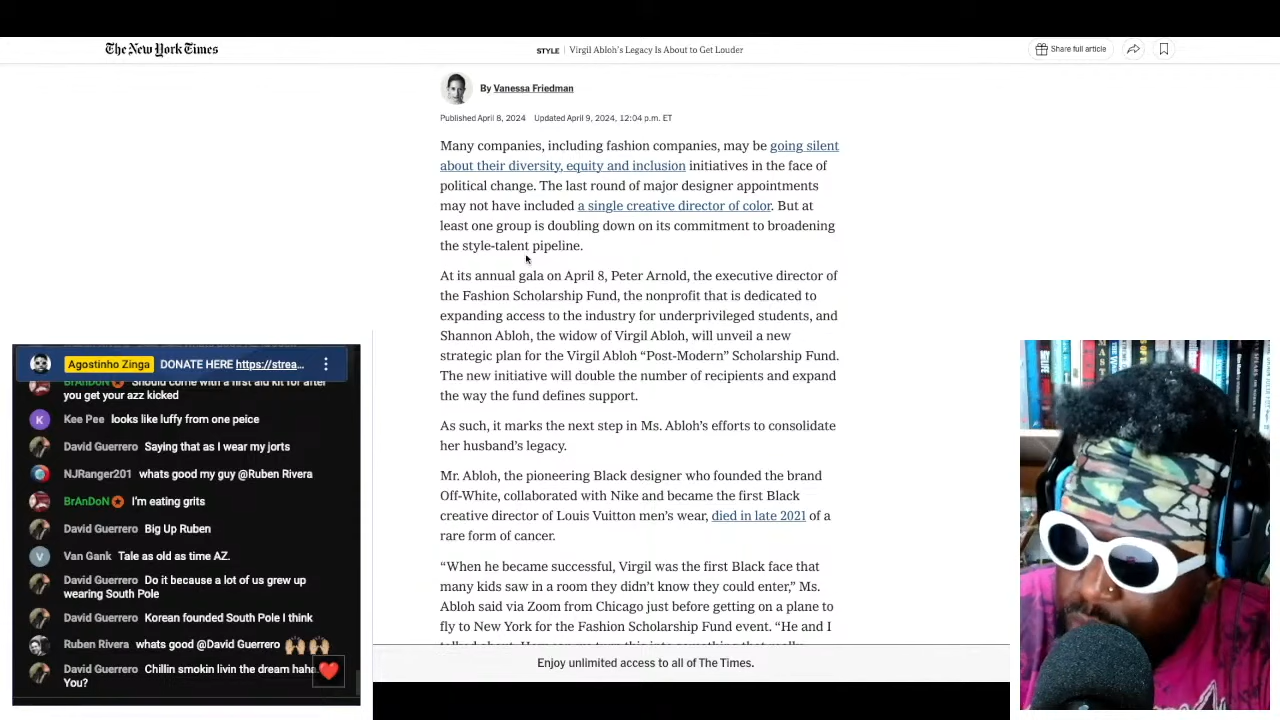 The New York Times
STYLE | Virgil Abloh's Legacy Is About to Get Louder
Share full article
By Vanessa Friedman
Published April 8, 2024 Updated April 9, 2024, 12:04 p.m. ET
Many companies, including fashion companies, may be going silent
about their diversity, equity and inclusion initiatives in the face of
political change. The last round of major designer appointments
may not have included a single creative director of color. But at
least one group is doubling down on its commitment to broadening
the style-talent pipeline.
At its annual gala on April 8, Peter Arnold, the executive director of
the Fashion Scholarship Fund, the nonprofit that is dedicated to
expanding access to the industry for underprivileged students, and
Shannon Abloh, the widow of Virgil Abloh, will unveil a new
strategic plan for the Virgil Abloh “Post-Modern” Scholarship Fund.
The new initiative will double the number of recipients and expand
the way the fund defines support.
As such, it marks the next step in Ms. Abloh’s efforts to consolidate
her husband’s legacy.
Mr. Abloh, the pioneering Black designer who founded the brand
Off-White, collaborated with Nike and became the first Black
creative director of Louis Vuitton men’s wear, died in late 2021 of a
rare form of cancer.
“When he became successful, Virgil was the first Black face that
many kids saw in a room they didn’t know they could enter,” Ms.
Abloh said via Zoom from Chicago just before getting on a plane to
fly to New York for the Fashion Scholarship Fund event. “He and I
Enjoy unlimited access to all of The Times.
Agostinho Zinga DONATE HERE https://strea...
BrAnDoN Should come with a first aid kit for after
you get your azz kicked
Kee Pee looks like luffy from one peice
David Guerrero Saying that as I wear my jorts
NJRanger201 whats good my guy @Ruben Rivera
BrAnDoN I'm eating grits
David Guerrero Big Up Ruben
Van Gank Tale as old as time AZ.
David Guerrero Do it because a lot of us grew up
wearing South Pole
David Guerrero Korean founded South Pole I think
Ruben Rivera whats good @David Guerrero 🙌🏽🙌🏽
David Guerrero Chillin smokin livin the dream haha
You?